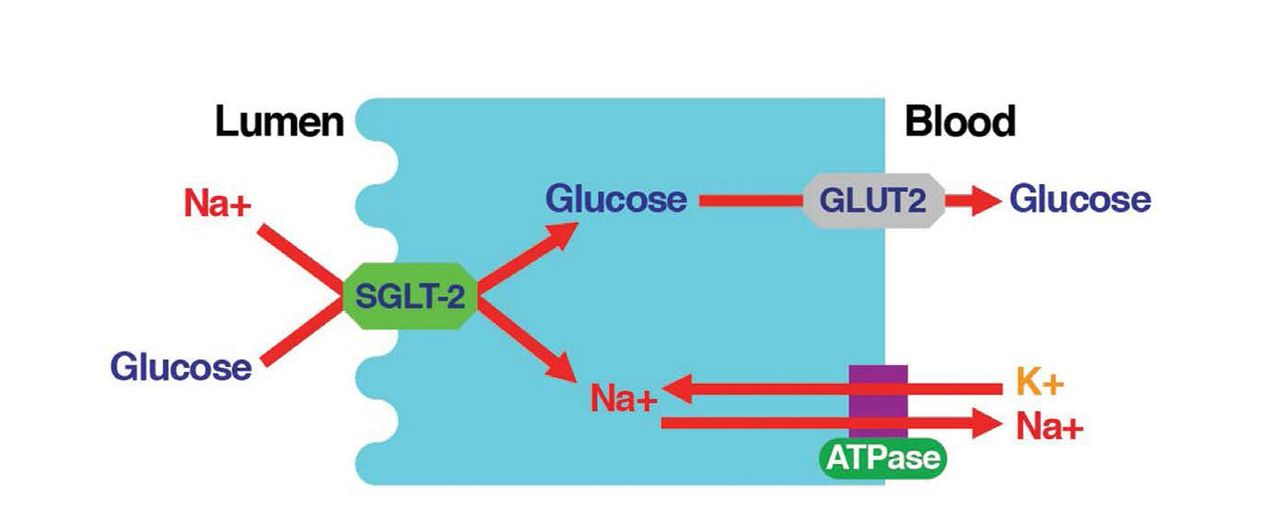 Lumen
Blood
Na+
Glucose
GLUT2
Glucose
SGLT-2
Glucose
Na+
K+
Na+
ATPase